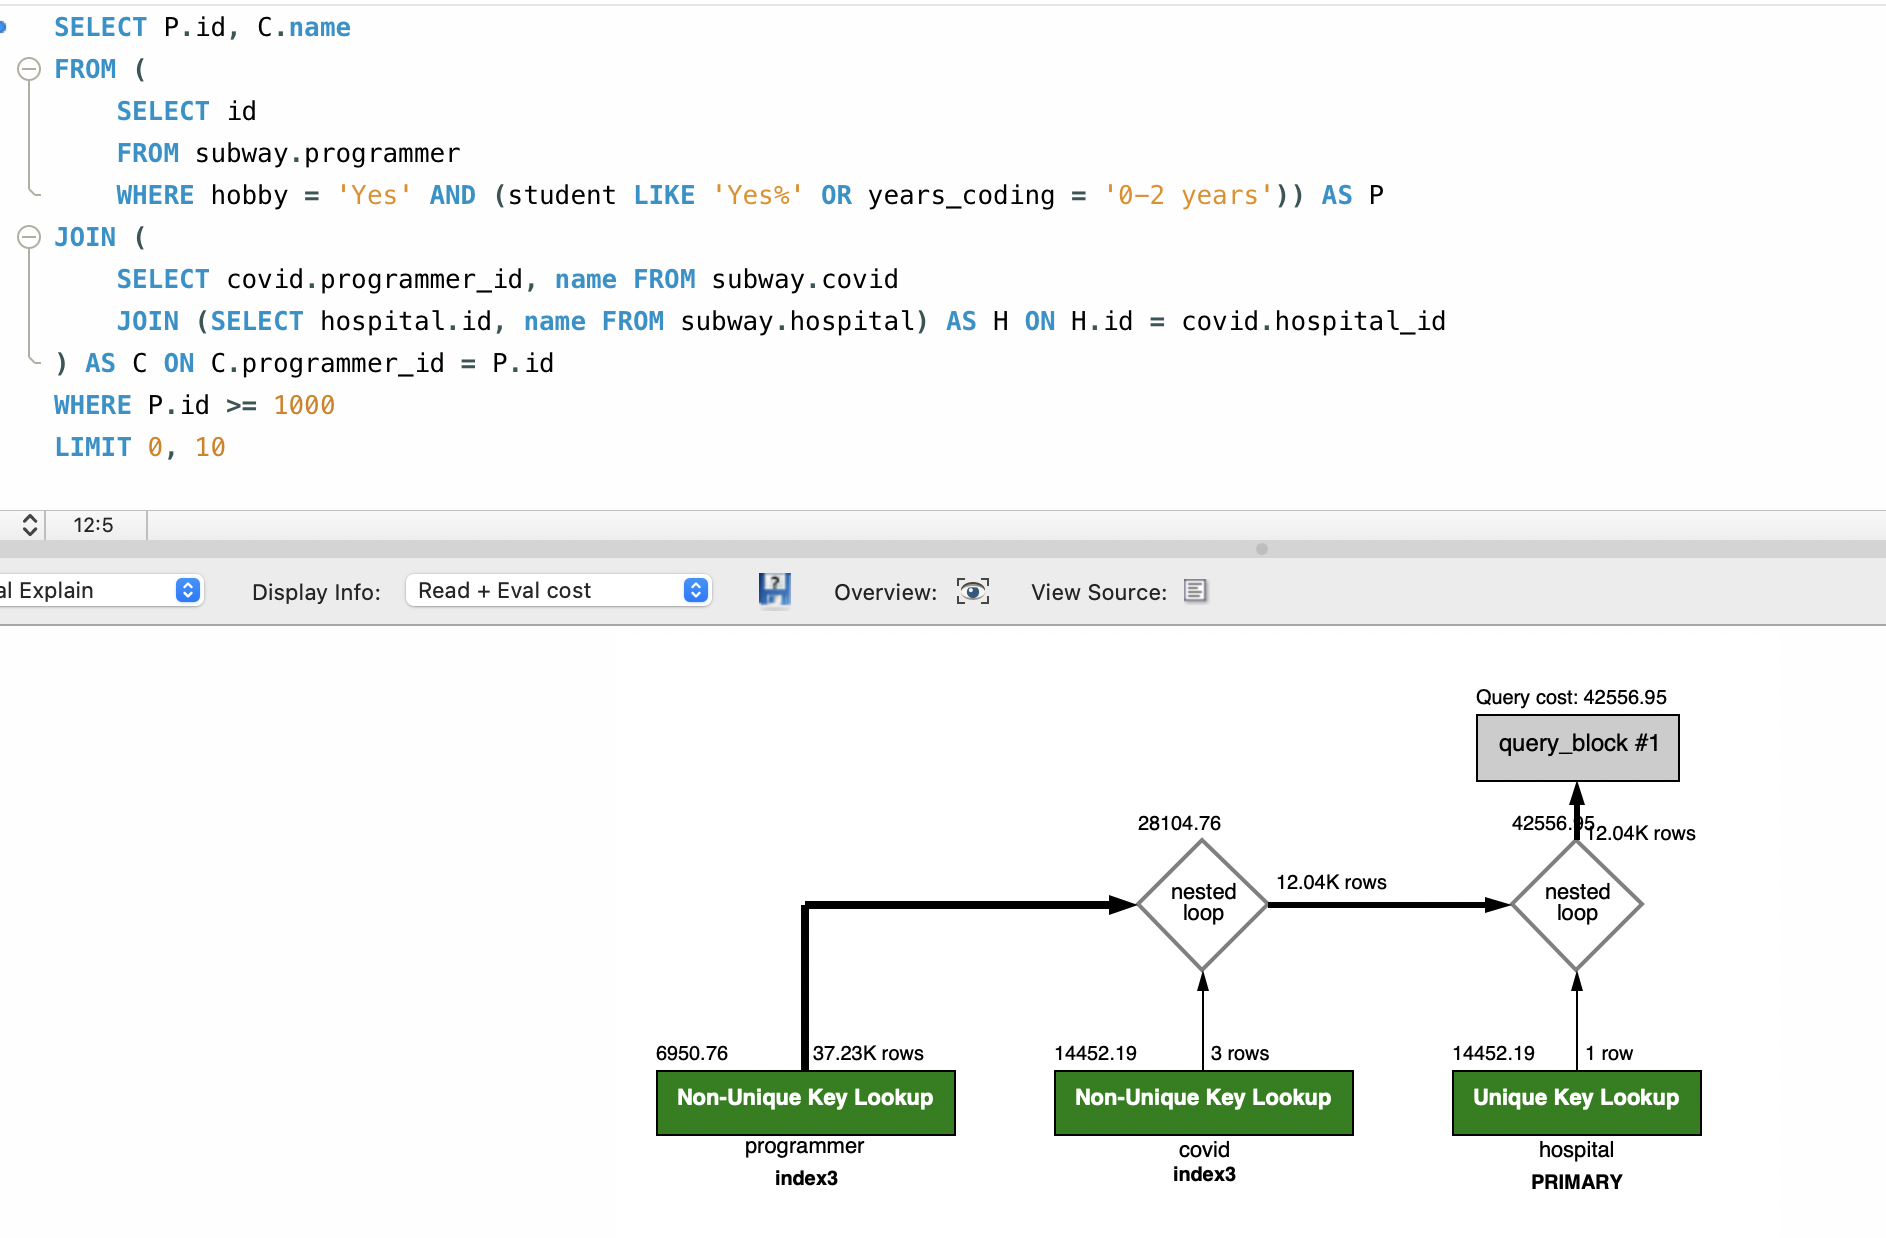 SELECT P.id, C.name
FROM (
SELECT id
FROM subway.programmer
WHERE hobby = 'Yes' AND (student LIKE 'Yes%' OR years_coding = '0-2 years')) AS P
JOIN (
SELECT covid.programmer_id, name FROM subway.covid
JOIN (SELECT hospital.id, name FROM subway.hospital) AS H ON H.id = covid.hospital_id
) AS C ON C.programmer_id = P.id
WHERE P.id >= 1000
LIMIT 0, 10
12:5
al Explain Display Info: Read + Eval cost Overview: View Source:
Query cost: 42556.95
query_block #1
28104.76 42556.95 12.04K rows
nested loop 12.04K rows nested loop
6950.76 37.23K rows 14452.19 3 rows 14452.19 1 row
Non-Unique Key Lookup Non-Unique Key Lookup Unique Key Lookup
programmer covid hospital
index3 index3 PRIMARY